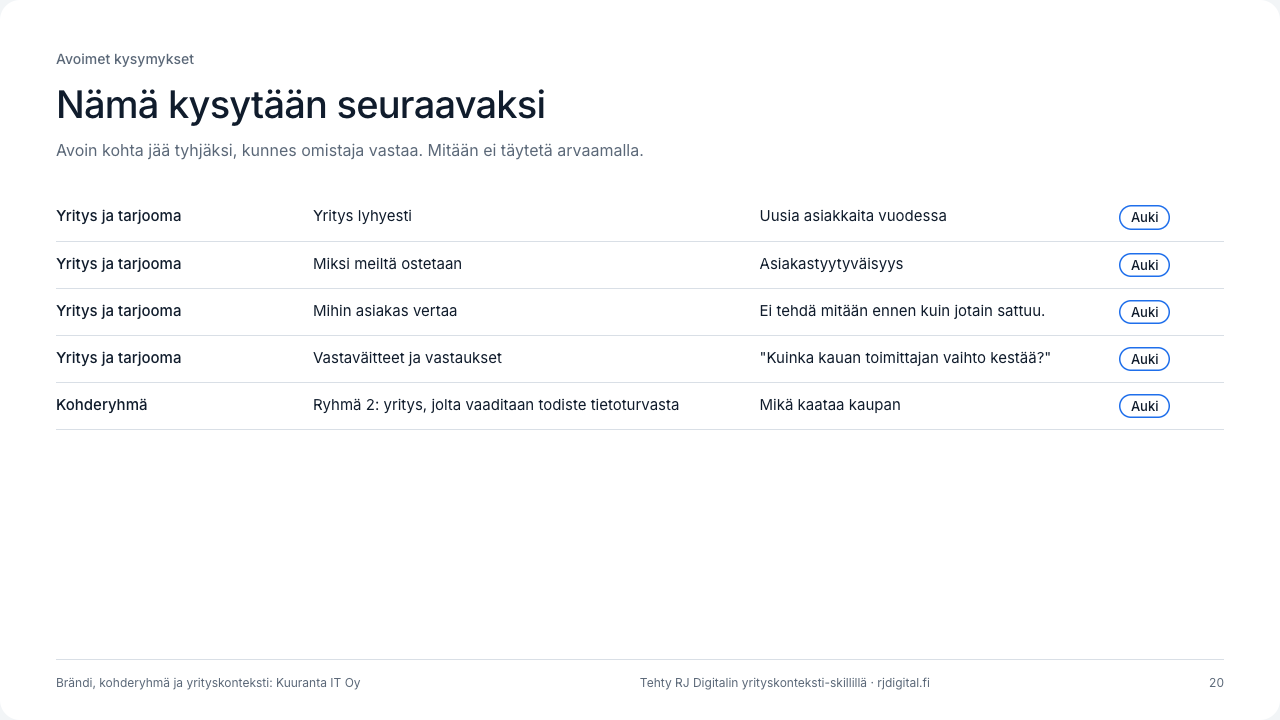 Avoimet kysymykset
Nämä kysytään seuraavaksi
Avoin kohta jää tyhjäksi, kunnes omistaja vastaa. Mitään ei täytetä arvaamalla.
Yritys ja tarjooma Yritys lyhyesti Uusia asiakkaita vuodessa Auki
Yritys ja tarjooma Miksi meiltä ostetaan Asiakastyytyväisyys Auki
Yritys ja tarjooma Mihin asiakas vertaa Ei tehdä mitään ennen kuin jotain sattuu. Auki
Yritys ja tarjooma Vastaväitteet ja vastaukset "Kuinka kauan toimittajan vaihto kestää?" Auki
Kohderyhmä Ryhmä 2: yritys, jolta vaaditaan todiste tietoturvasta Mikä kaataa kaupan Auki
Brändi, kohderyhmä ja yrityskonteksti: Kuuranta IT Oy Tehty RJ Digitalin yrityskonteksti-skillillä · rjdigital.fi 20